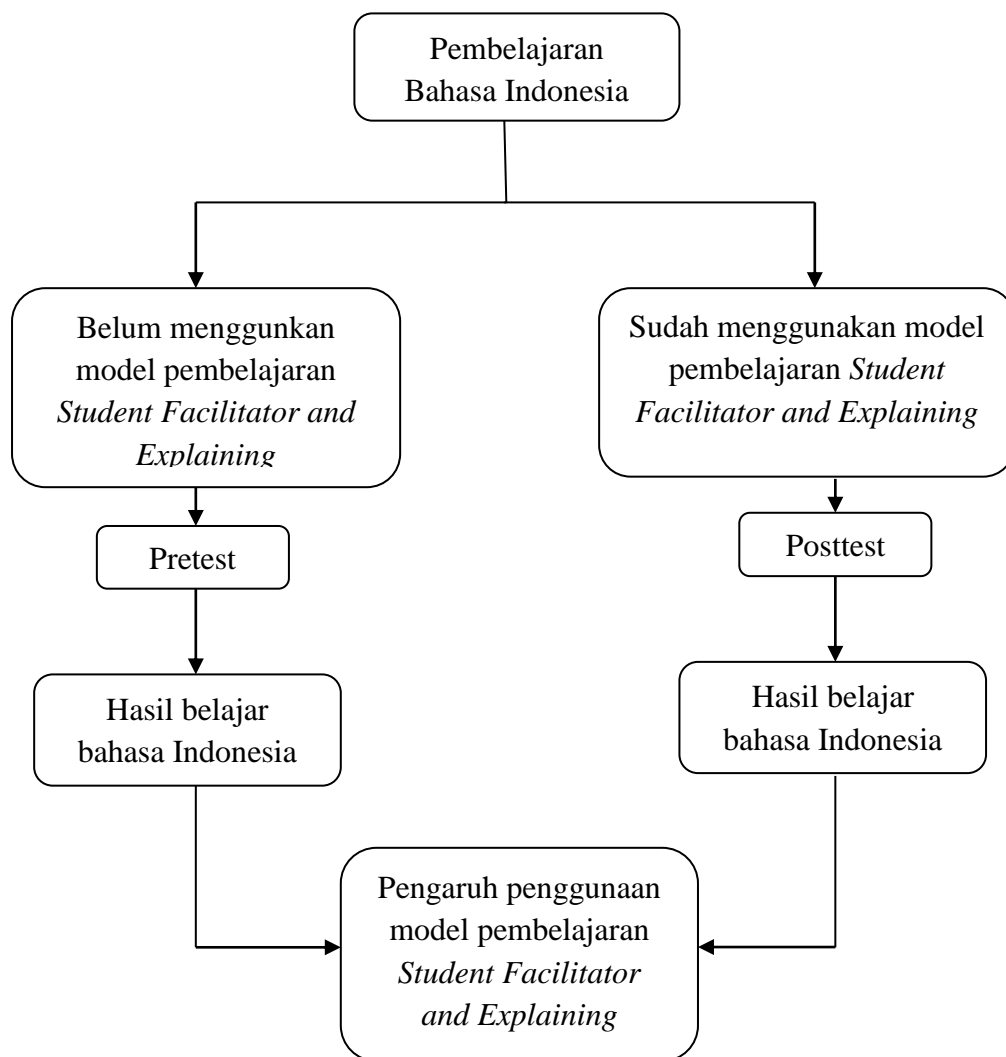 Pembelajaran
Bahasa Indonesia
Belum menggunkan
model pembelajaran
Student Facilitator and
Explaining
Sudah menggunakan model
pembelajaran Student
Facilitator and Explaining
Pretest
Posttest
Hasil belajar
bahasa Indonesia
Hasil belajar
bahasa Indonesia
Pengaruh penggunaan
model pembelajaran
Student Facilitator
and Explaining